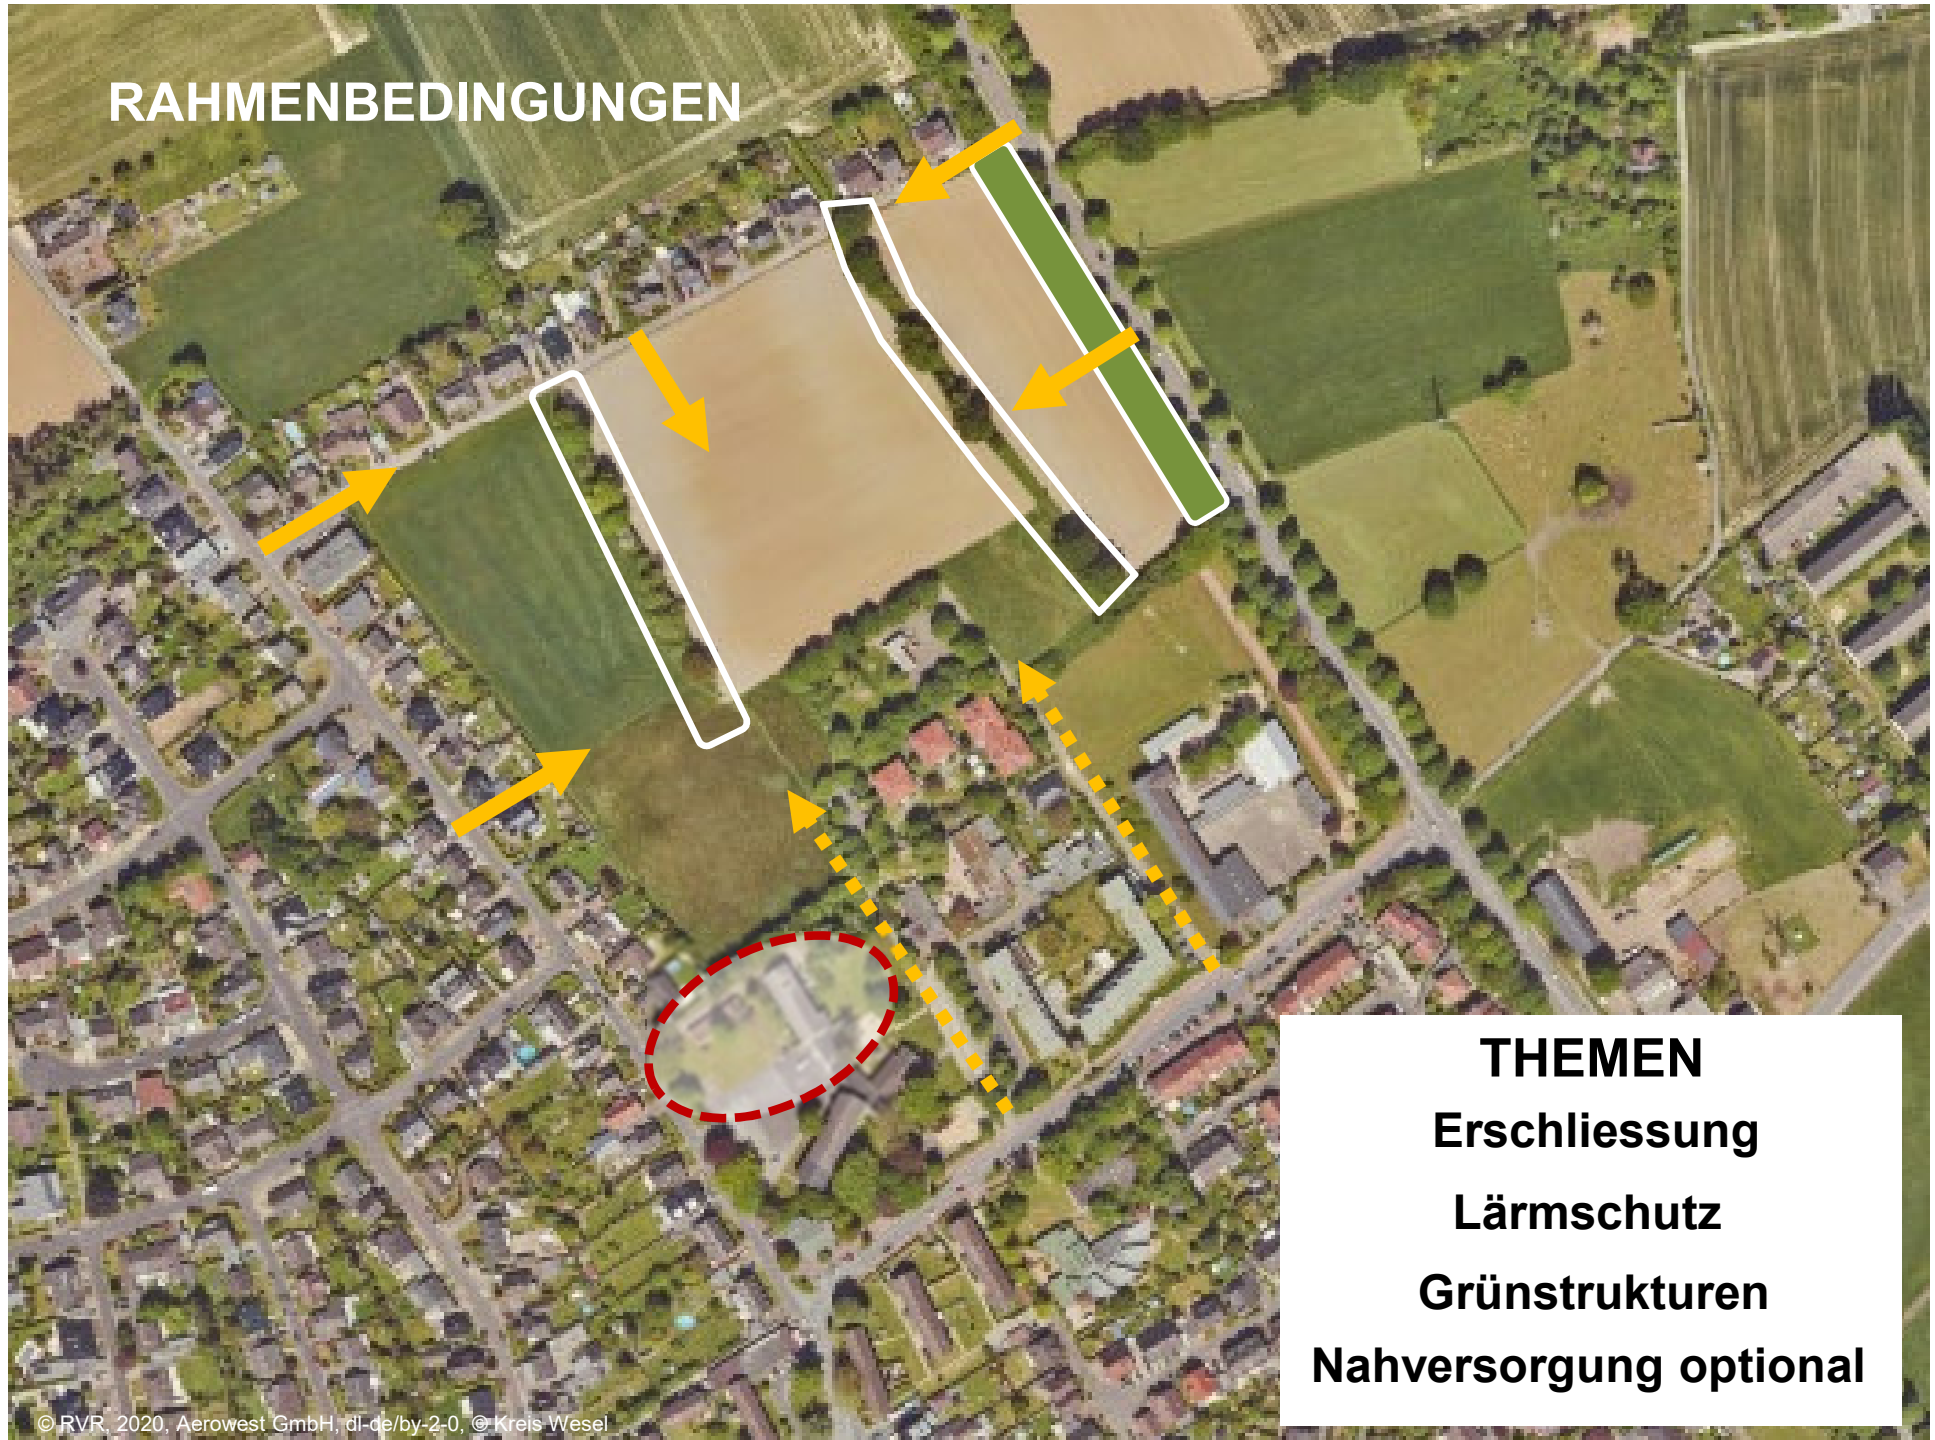 RAHMENBEDINGUNGEN
THEMEN
Erschliessung
Lärmschutz
Grünstrukturen
Nahversorgung optional
© RVR, 2020, Aerowest GmbH, dl-de/by-2-0, © Kreis Wesel